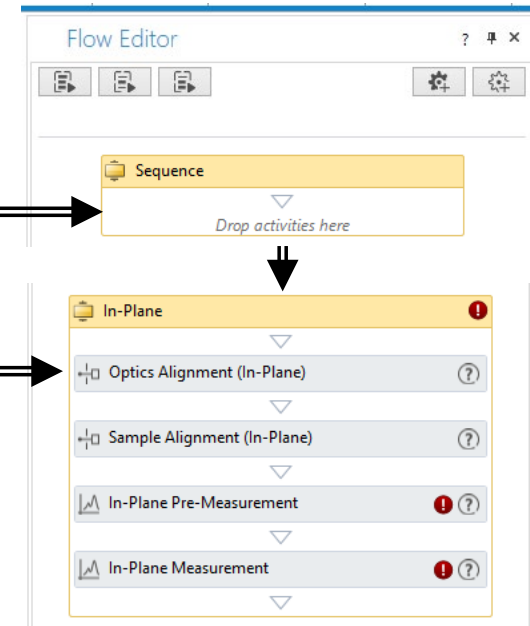 Flow Editor
Sequence
Drop activities here
In-Plane
Optics Alignment (In-Plane)
Sample Alignment (In-Plane)
In-Plane Pre-Measurement
In-Plane Measurement